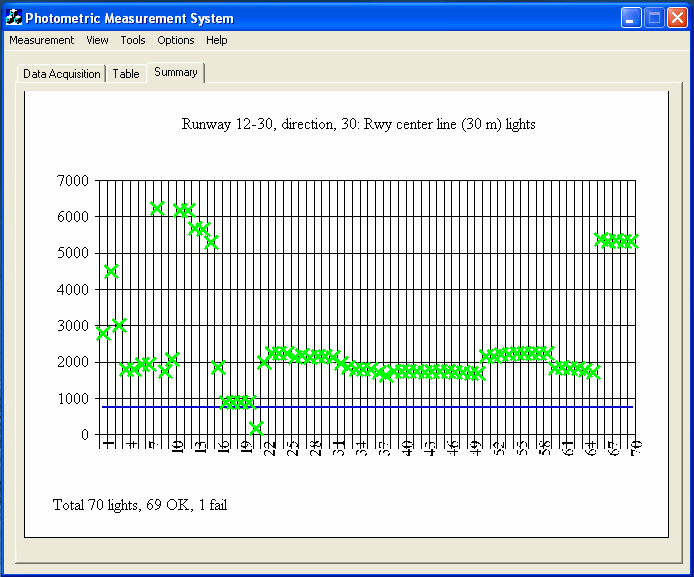 Photometric Measurement System
Measurement View Tools Options Help
Data Acquisition Table Summary
Runway 12-30, direction, 30: Rwy center line (30 m) lights
7000
6000
5000
4000
3000
2000
1000
0
1 4 7 10 13 16 19 22 25 28 31 34 37 40 43 46 49 52 55 58 61 64 67 70
Total 70 lights, 69 OK, 1 fail